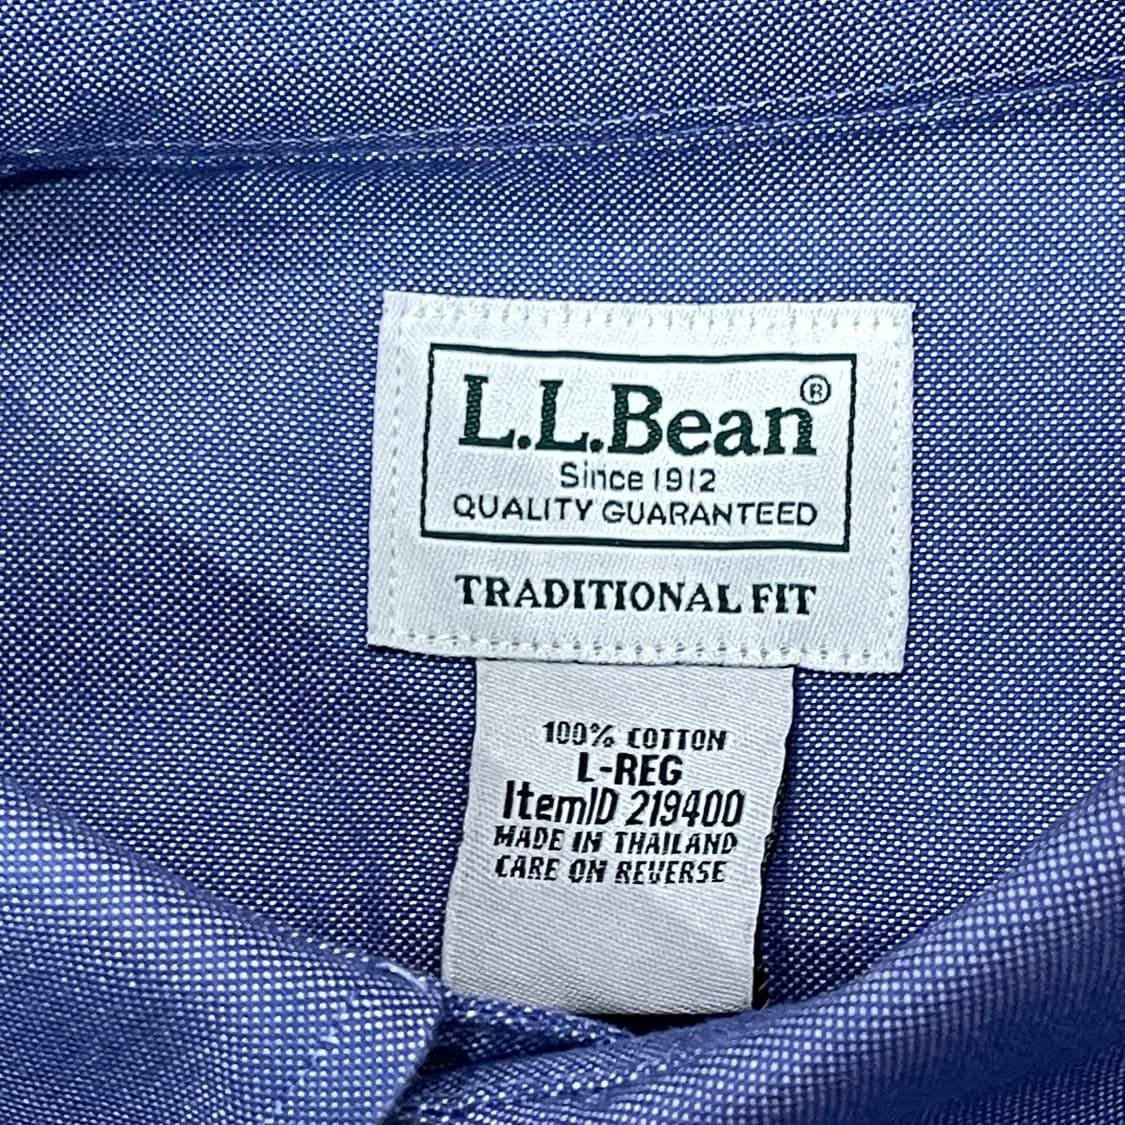 L.L.Bean®
Since 1912
QUALITY GUARANTEED
TRADITIONAL FIT
100% COTTON
L-REG
ItemID 219400
MADE IN THAILAND
CARE ON REVERSE